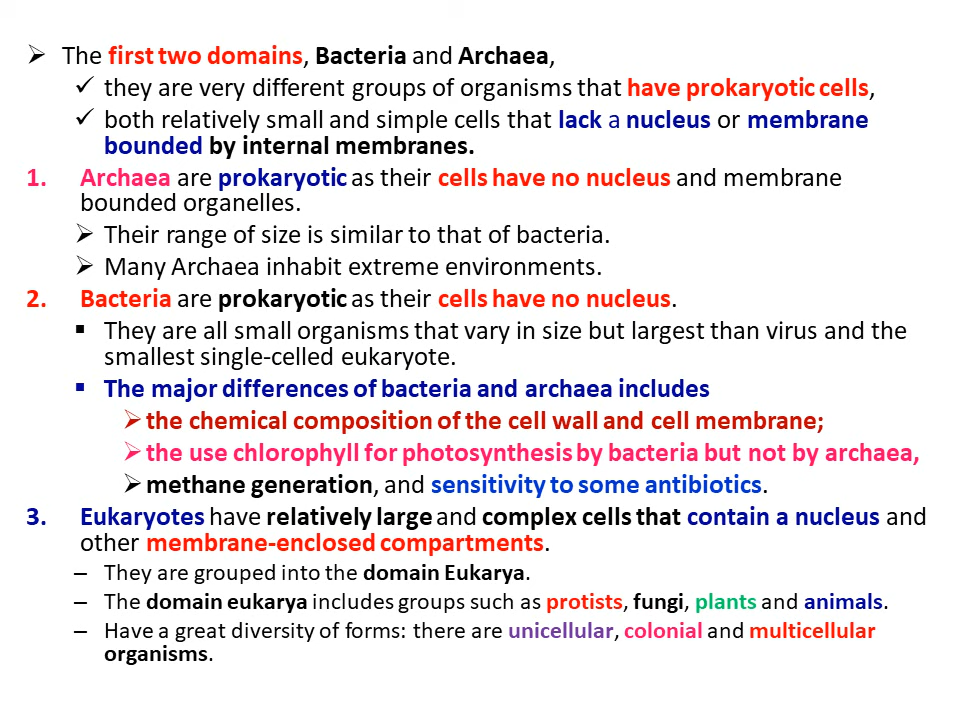 ➢ The first two domains, Bacteria and Archaea,
✓ they are very different groups of organisms that have prokaryotic cells,
✓ both relatively small and simple cells that lack a nucleus or membrane
bounded by internal membranes.
1. Archaea are prokaryotic as their cells have no nucleus and membrane
bounded organelles.
➢ Their range of size is similar to that of bacteria.
➢ Many Archaea inhabit extreme environments.
2. Bacteria are prokaryotic as their cells have no nucleus.
▪ They are all small organisms that vary in size but largest than virus and the
smallest single-celled eukaryote.
▪ The major differences of bacteria and archaea includes
➢ the chemical composition of the cell wall and cell membrane;
➢ the use chlorophyll for photosynthesis by bacteria but not by archaea,
➢ methane generation, and sensitivity to some antibiotics.
3. Eukaryotes have relatively large and complex cells that contain a nucleus and
other membrane-enclosed compartments.
– They are grouped into the domain Eukarya.
– The domain eukarya includes groups such as protists, fungi, plants and animals.
– Have a great diversity of forms: there are unicellular, colonial and multicellular
organisms.